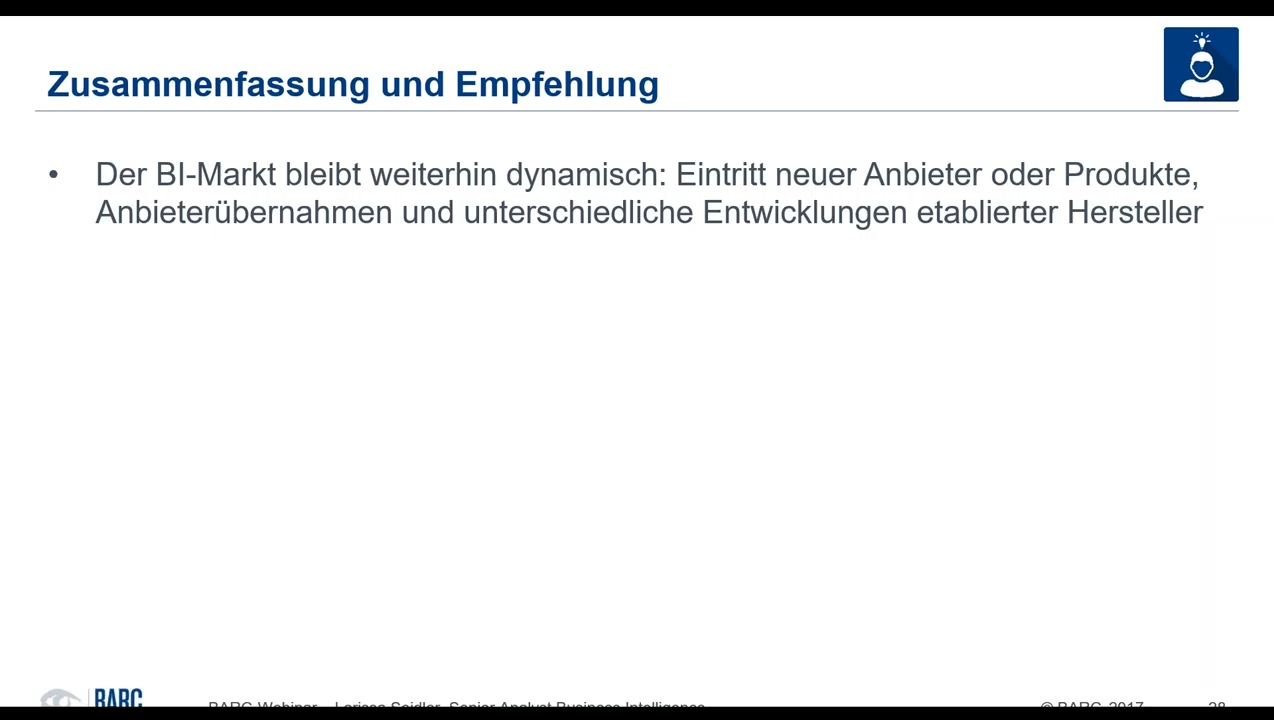 Zusammenfassung und Empfehlung
• Der BI-Markt bleibt weiterhin dynamisch: Eintritt neuer Anbieter oder Produkte,
Anbieterübernahmen und unterschiedliche Entwicklungen etablierter Hersteller
BARC
BARC Webinar – Larissa Seidler, Senior Analyst Business Intelligence
© BARC 2017
28